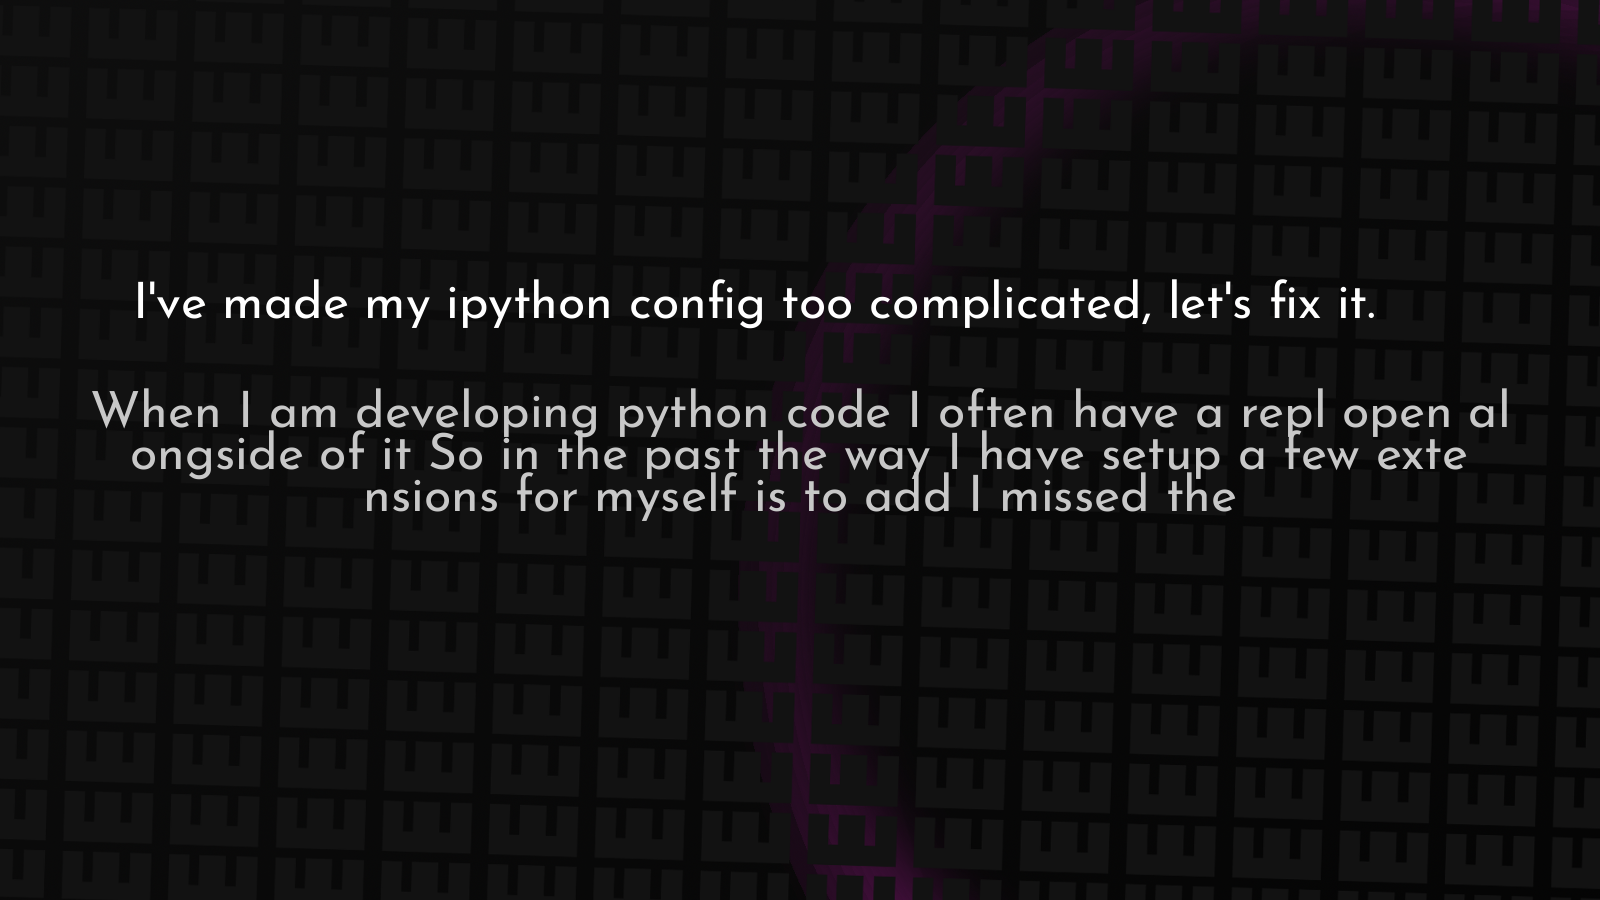 I've made my ipython config too complicated, let's fix it.
When I am developing python code I often have a repl open al
ongside of it So in the past the way I have setup a few exte
nsions for myself is to add I missed the